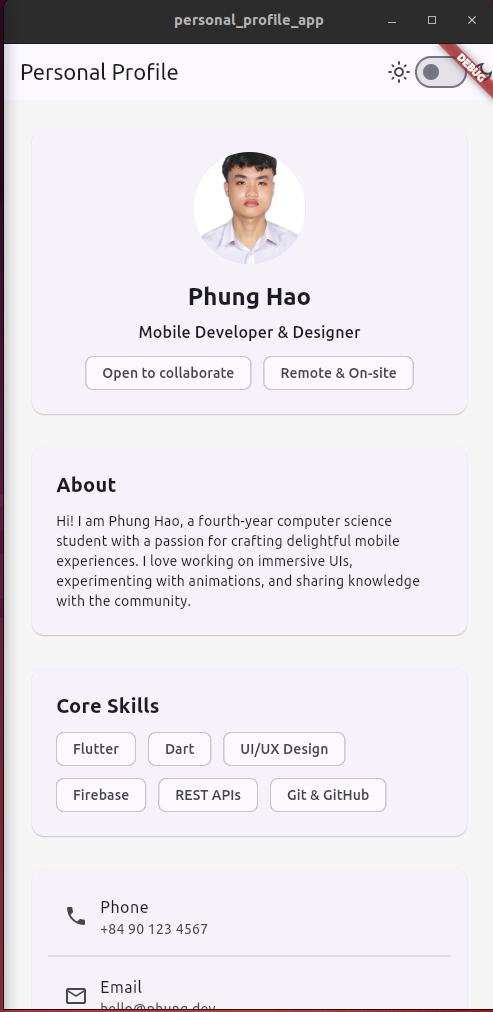 personal_profile_app
Personal Profile
DEBUG
Phung Hao
Mobile Developer & Designer
Open to collaborate
Remote & On-site
About
Hi! I am Phung Hao, a fourth-year computer science
student with a passion for crafting delightful mobile
experiences. I love working on immersive UIs,
experimenting with animations, and sharing knowledge
with the community.
Core Skills
Flutter
Dart
UI/UX Design
Firebase
REST APIs
Git & GitHub
Phone
+84 90 123 4567
Email
hello@phung.dev